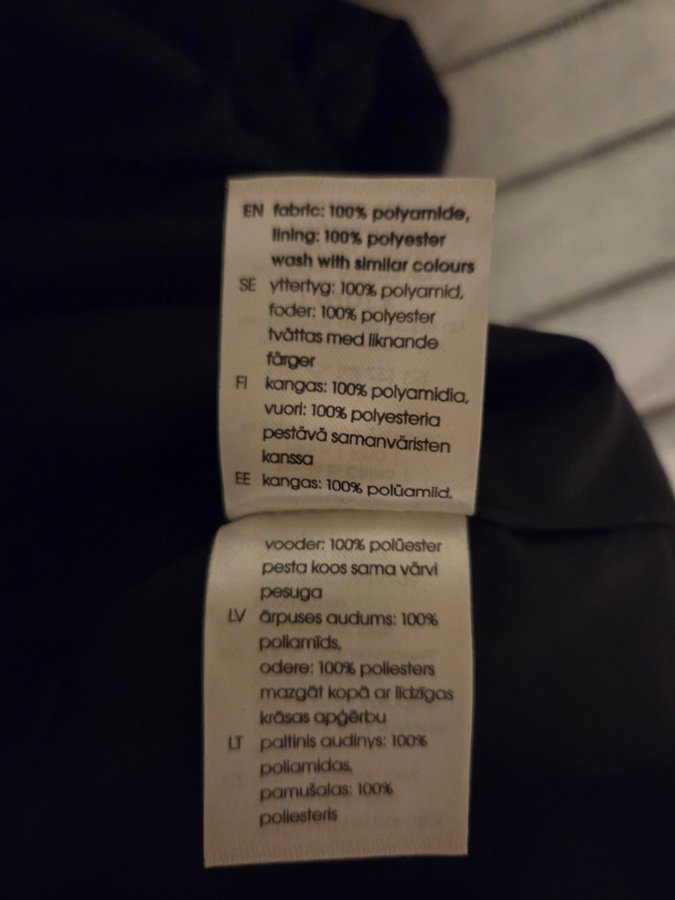 EN fabric: 100% polyamide,
lining: 100% polyester
wash with similar colours
SE yttertyg: 100% polyamid,
foder: 100% polyester
tvättas med liknande
färger
FI kangas: 100% polyamidia,
vuori: 100% polyesteria
pestävä samanväristen
kanssa
EE kangas: 100% polüamiid,
vooder: 100% polüester
pesta koos sama värvi
pesuga
LV ārpuses audums: 100%
poliamīds,
odere: 100% poliesters
mazgāt kopā ar līdzīgas
krāsas apģērbu
LT paltinis audinys: 100%
poliamidas,
pamušalas: 100%
poliesteris